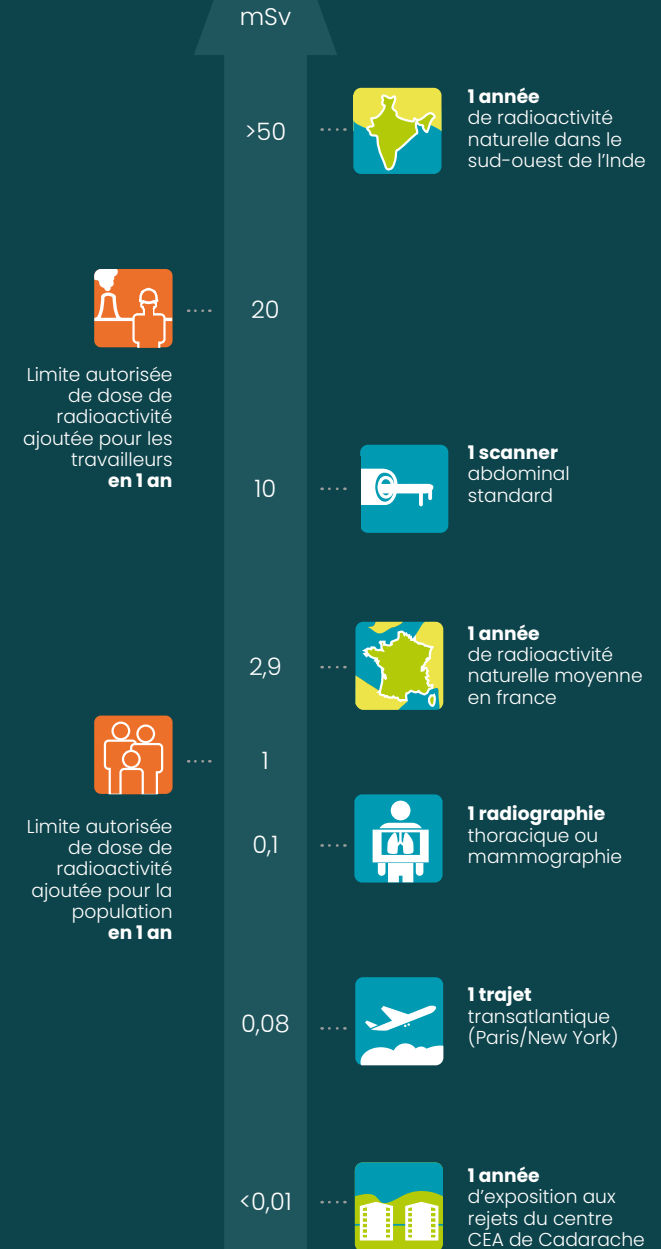 mSv
>50
1 année
de radioactivité
naturelle dans le
sud-ouest de l'Inde
20
Limite autorisée
de dose de
radioactivité
ajoutée pour les
travailleurs
en 1 an
10
1 scanner
abdominal
standard
2,9
1 année
de radioactivité
naturelle moyenne
en france
1
Limite autorisée
de dose de
radioactivité
ajoutée pour la
population
en 1 an
0,1
1 radiographie
thoracique ou
mammographie
0,08
1 trajet
transatlantique
(Paris/New York)
<0,01
1 année
d'exposition aux
rejets du centre
CEA de Cadarache